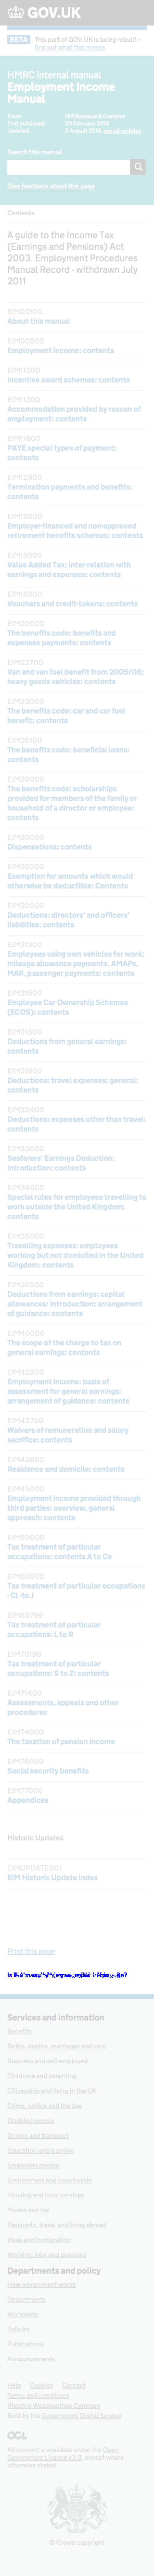 GOV.UK
BETA This part of GOV.UK is being rebuilt –
find out what this means
HMRC internal manual
Employment Income
Manual
From: HM Revenue & Customs
First published: 23 February 2016
Updated: 5 August 2016, see all updates
Search this manual
Give feedback about this page
Contents
A guide to the Income Tax
(Earnings and Pensions) Act
2003. Employment Procedures
Manual Record - withdrawn July
2011
EIM00100
About this manual
EIM00500
Employment income: contents
EIM11200
Incentive award schemes: contents
EIM11300
Accommodation provided by reason of
employment: contents
EIM11800
PAYE special types of payment:
contents
EIM12800
Termination payments and benefits:
contents
EIM15000
Employer-financed and non-approved
retirement benefits schemes: contents
EIM15500
Value Added Tax: inter-relation with
earnings and expenses: contents
EIM16000
Vouchers and credit-tokens: contents
EIM20000
The benefits code: benefits and
expenses payments: contents
EIM22700
Van and van fuel benefit from 2005/06;
heavy goods vehicles: contents
EIM23000
The benefits code: car and car fuel
benefit: contents
EIM26100
The benefits code: beneficial loans:
contents
EIM30000
The benefits code: scholarships
provided for members of the family or
household of a director or employee:
contents
EIM30050
Dispensations: contents
EIM30200
Exemption for amounts which would
otherwise be deductible: Contents
EIM30500
Deductions: directors' and officers'
liabilities: contents
EIM31200
Employees using own vehicles for work:
mileage allowance payments, AMAPs,
MAR, passenger payments: contents
EIM31500
Employee Car Ownership Schemes
(ECOS): contents
EIM31600
Deductions from general earnings:
contents
EIM31800
Deductions: travel expenses: general:
contents
EIM32400
Deductions: expenses other than travel:
contents
EIM33000
Seafarers' Earnings Deduction:
introduction: contents
EIM34000
Special rules for employees travelling to
work outside the United Kingdom:
contents
EIM35000
Travelling expenses: employees
working but not domiciled in the United
Kingdom: contents
EIM36500
Deductions from earnings: capital
allowances: introduction: arrangement
of guidance: contents
EIM40000
The scope of the charge to tax on
general earnings: contents
EIM42200
Employment income: basis of
assessment for general earnings:
arrangement of guidance: contents
EIM42700
Waivers of remuneration and salary
sacrifice: contents
EIM42800
Residence and domicile: contents
EIM45000
Employment income provided through
third parties: overview, general
approach: contents
EIM50000
Tax treatment of particular
occupations: contents A to Ce
EIM60000
Tax treatment of particular occupations
- Cl -to J
EIM65799
Tax treatment of particular
occupations: L to R
EIM70199
Tax treatment of particular
occupations: S to Z: contents
EIM71400
Assessments, appeals and other
procedures
EIM74000
The taxation of pension income
EIM76000
Social security benefits
EIM77000
Appendices
Historic Updates
EIMUPDATE001
EIM Historic Update Index
Print this page
Services and information
Benefits
Births, deaths, marriages and care
Business and self-employed
Childcare and parenting
Citizenship and living in the UK
Crime, justice and the law
Disabled people
Driving and transport
Education and learning
Employing people
Environment and countryside
Housing and local services
Money and tax
Passports, travel and living abroad
Visas and immigration
Working, jobs and pensions
Departments and policy
How government works
Departments
Worldwide
Policies
Publications
Announcements
Help Cookies Contact
Terms and conditions
Rhestr o Wasanaethau Cymraeg
Built by the Government Digital Service
OGL
All content is available under the Open
Government Licence v3.0, except where
otherwise stated
© Crown copyright